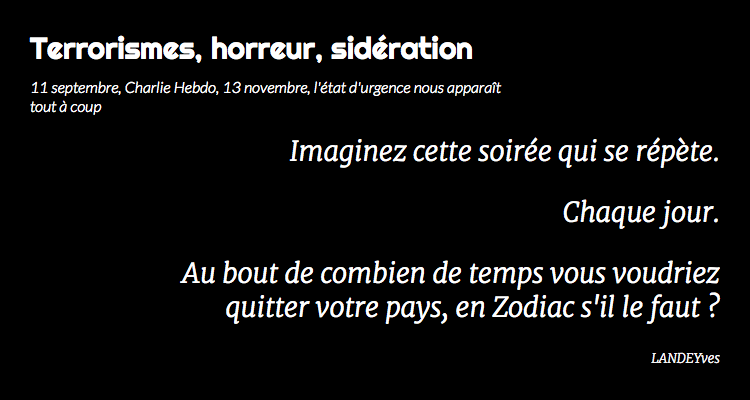 Terrorismes, horreur, sidération
11 septembre, Charlie Hebdo, 13 novembre, l'état d'urgence nous apparaît
tout à coup
Imaginez cette soirée qui se répète.
Chaque jour.
Au bout de combien de temps vous voudriez
quitter votre pays, en Zodiac s'il le faut ?
LANDEYves